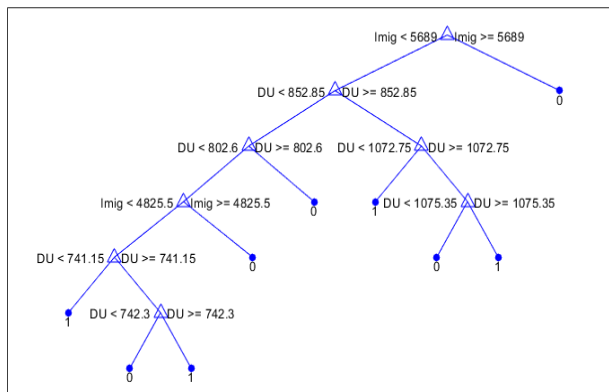 Imig < 5689 Imig >= 5689
DU < 852.85 DU >= 852.85
0
DU < 802.6 DU >= 802.6 DU < 1072.75 DU >= 1072.75
Imig < 4825.5 Imig >= 4825.5 0 1 DU < 1075.35 DU >= 1075.35
DU < 741.15 DU >= 741.15 0 0 1
1 DU < 742.3 DU >= 742.3
0 1